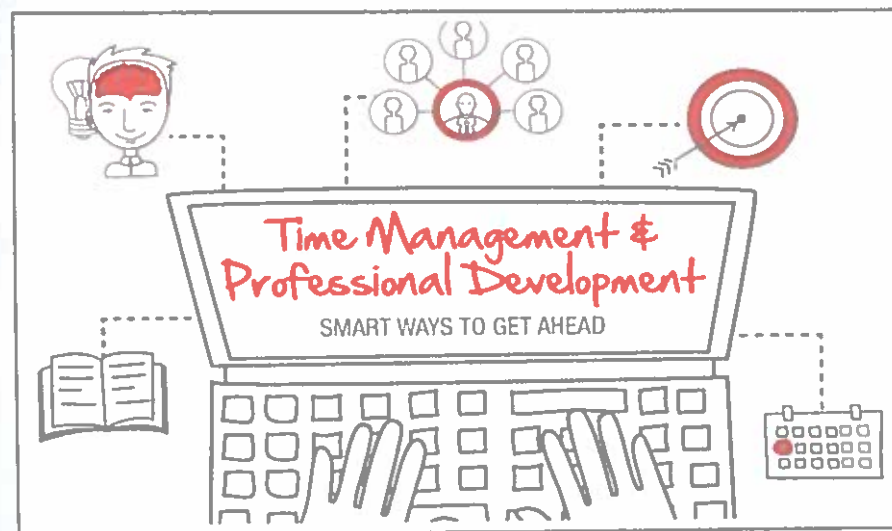 Time Management &
Professional Development
SMART WAYS TO GET AHEAD